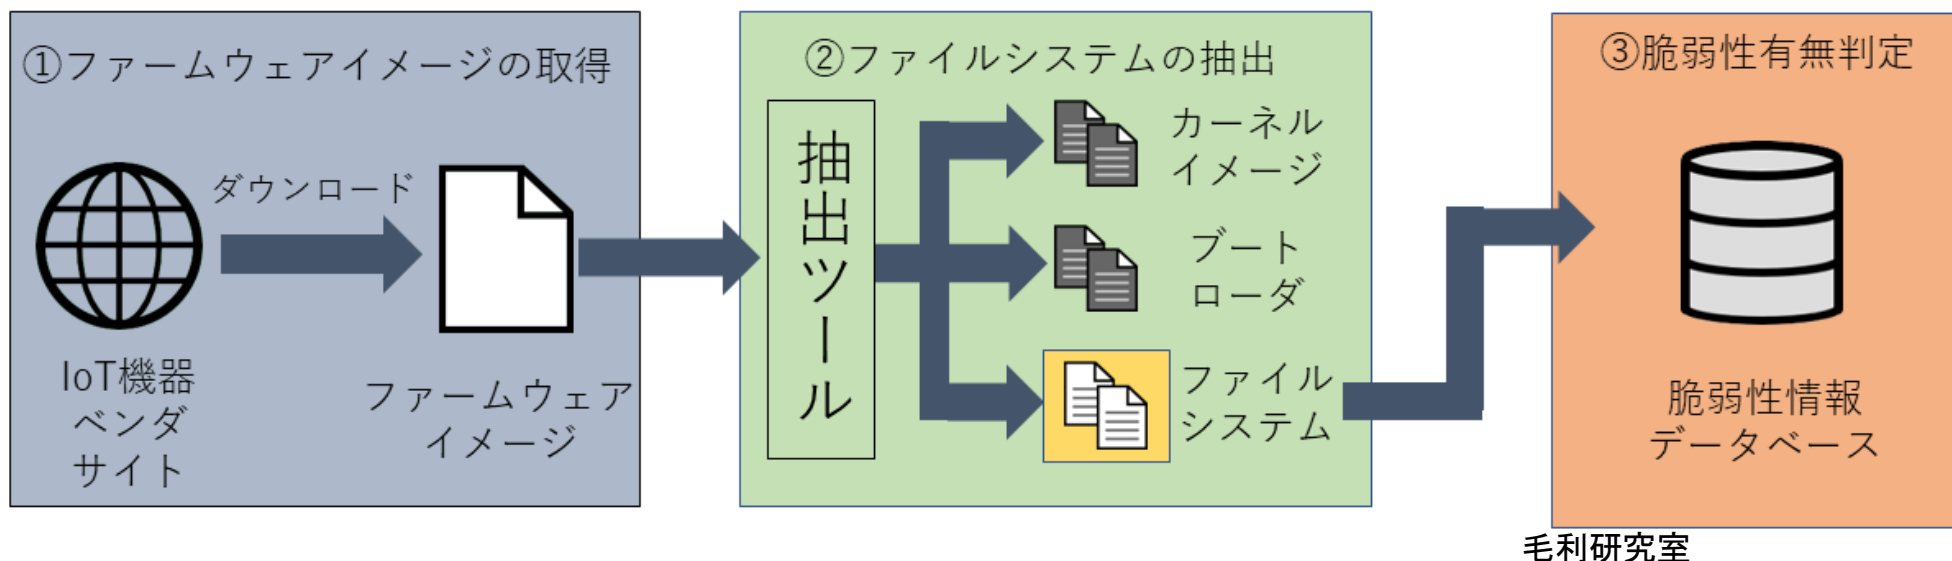 ①ファームウェアイメージの取得
ダウンロード
IoT機器
ベンダ
サイト
ファームウェア
イメージ
②ファイルシステムの抽出
抽出ツール
カーネル
イメージ
ブート
ローダ
ファイル
システム
③脆弱性有無判定
脆弱性情報
データベース
毛利研究室